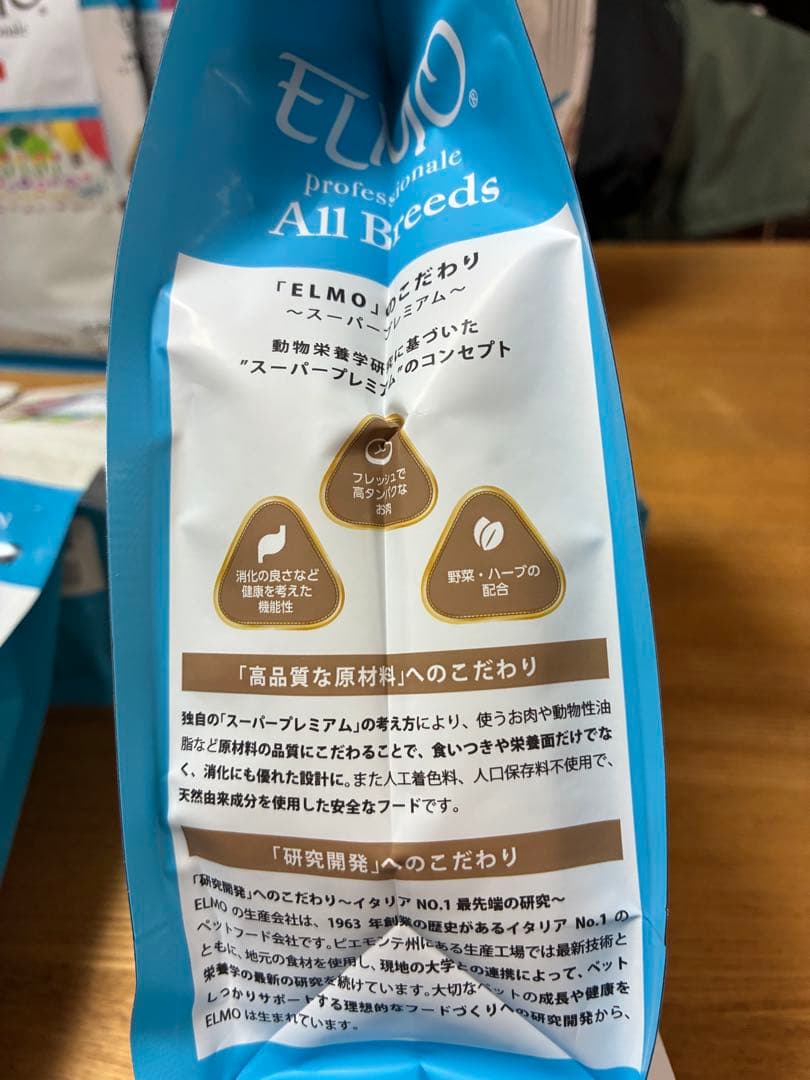 ELMO®
professionale
All Breeds
「ELMO」のこだわり
～スーパープレミアム～
動物栄養学研究に基づいた
"スーパープレミアム"のコンセプト
フレッシュで
高タンパクな
お肉
消化の良さなど
健康を考えた
機能性
野菜・ハーブの
配合
「高品質な原材料」へのこだわり
独自の「スーパープレミアム」の考え方により、使うお肉や動物性油
脂など原材料の品質にこだわることで、食いつきや栄養面だけでな
く、消化にも優れた設計に。また人工着色料、人口保存料不使用で、
天然由来成分を使用した安全なフードです。
「研究開発」へのこだわり
「研究開発」へのこだわり～イタリア NO.1 最先端の研究～
ELMO の生産会社は、1963 年創業の歴史があるイタリア No.1 の
ペットフード会社です。ピエモンテ州にある生産工場では最新技術と
ともに、地元の食材を使用し、現地の大学との連携によって、ペット
栄養学の最新の研究を続けています。大切なペットの成長や健康を
しっかりサポートする理想的なフードづくりへの研究開発から、
ELMO は生まれています。